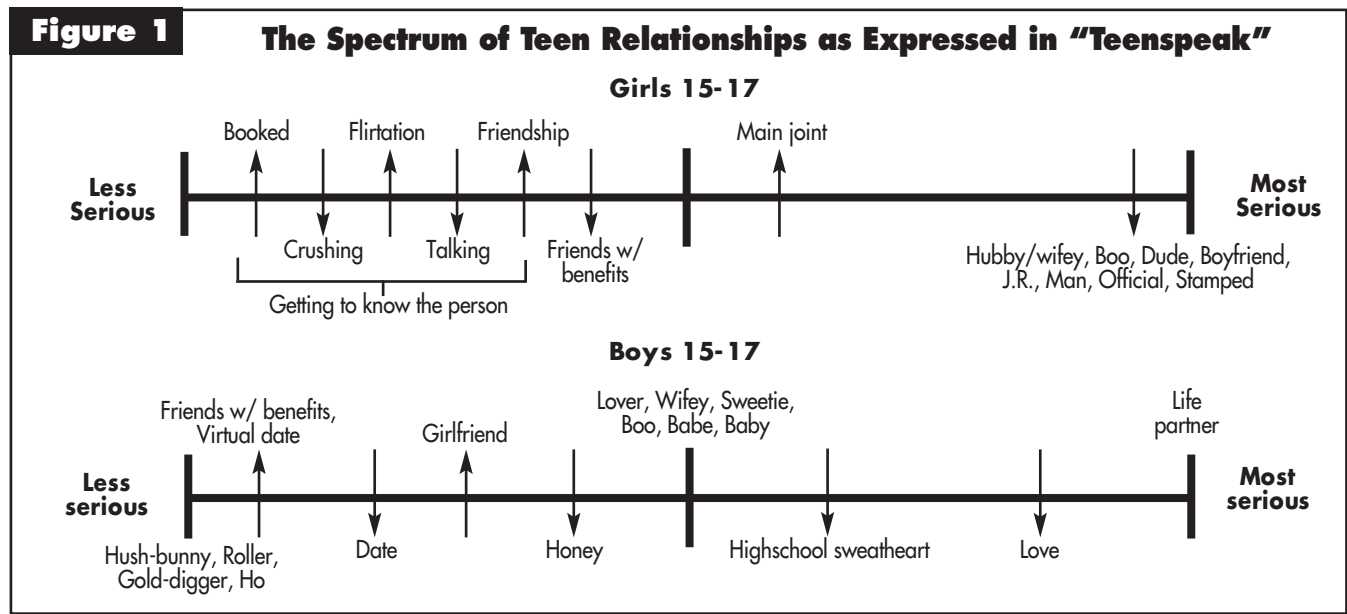 Figure 1
The Spectrum of Teen Relationships as Expressed in “Teenspeak”
Girls 15-17
Booked
Flirtation
Friendship
Main joint
Less
Serious
Most
Serious
Crushing
Talking
Friends w/
benefits
Hubby/wifey, Boo, Dude, Boyfriend,
J.R., Man, Official, Stamped
Getting to know the person
Boys 15-17
Friends w/ benefits,
Virtual date
Girlfriend
Lover, Wifey, Sweetie,
Boo, Babe, Baby
Life
partner
Less
serious
Most
serious
Hush-bunny, Roller,
Gold-digger, Ho
Date
Honey
Highschool sweatheart
Love